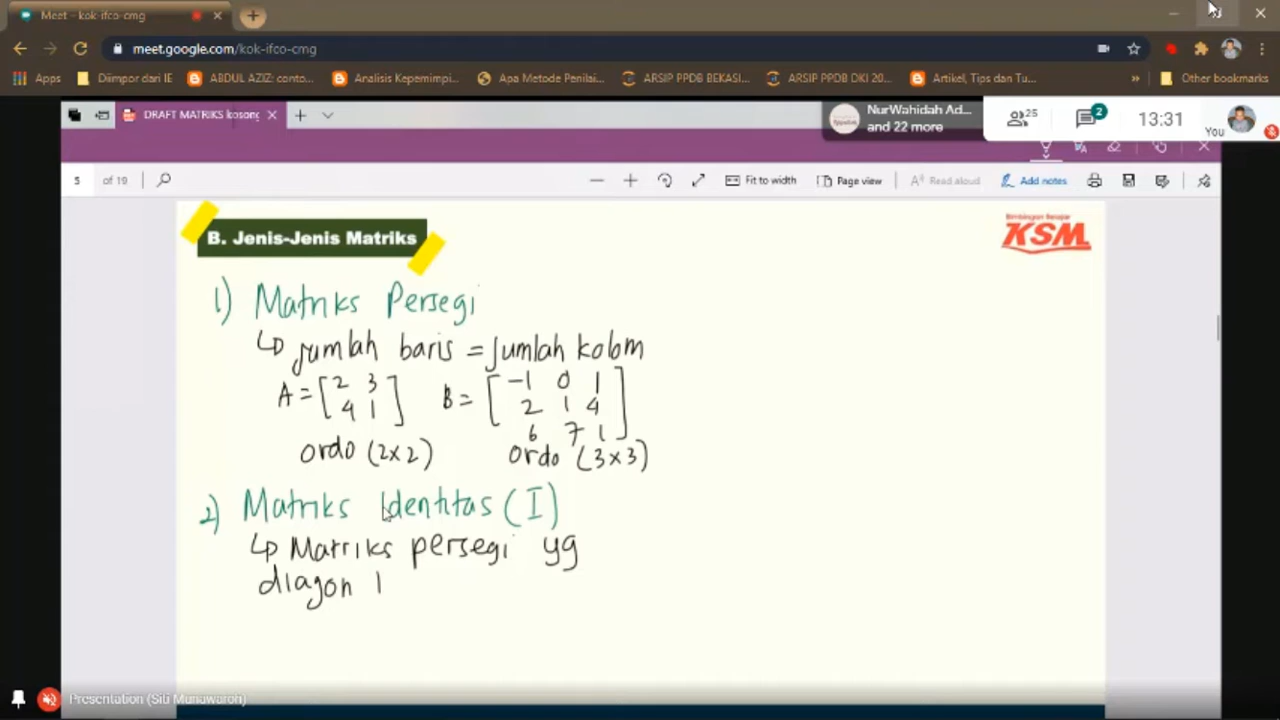 Meet – kok-ifco-cmg
meet.google.com/kok-ifco-cmg
Apps Diimpor dari IE ABDUL AZIZ: conto... Analisis Kepemimpi... Apa Metode Penilai... ARSIP PPDB BEKASI... ARSIP PPDB DKI 20... Artikel, Tips dan Tu... » Other bookmarks
DRAFT MATRIKS kosong
NurWahidah Ad...
and 22 more
25
2
13:31
You
5 of 19 Fit to width Page view Read aloud Add notes
B. Jenis-Jenis Matriks
Bimbingan Belajar
KSM
1) Matriks Persegi
↳ jumlah baris = jumlah kolom
A = [2 3
4 1]
B = [-1 0 1
2 1 4
6 7 1]
ordo (2x2) ordo (3x3)
2) Matriks Identitas (I)
↳ Matriks persegi yg
diagon l
Presentation (Siti Munawaroh)